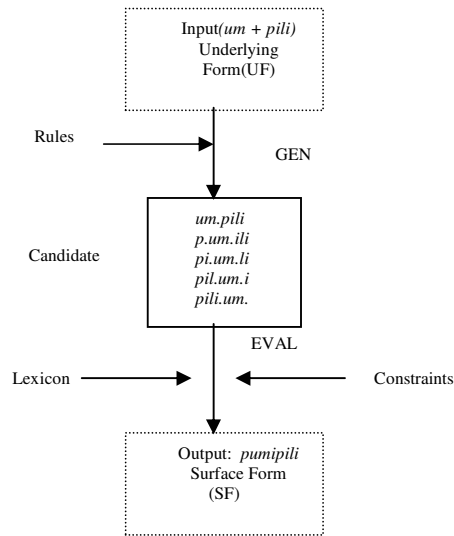 Input(um + pili)
Underlying
Form(UF)
Rules
GEN
um.pili
p.um.ili
pi.um.li
pil.um.i
pili.um.
Candidate
EVAL
Lexicon
Constraints
Output: pumipili
Surface Form
(SF)